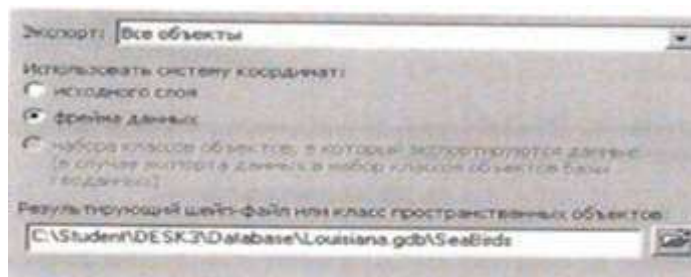 Экспорт: Все объекты
Использовать систему координат:
исходного слоя
фрейма данных
набора классов объектов, в который экспортируются данные
(в случае экспорта данных в набор классов объектов базы
геоданных)
Результирующий шейп-файл или класс пространственных объектов:
C:\Student\DESK3\Database\Louisiana.gdb\SeaBirds